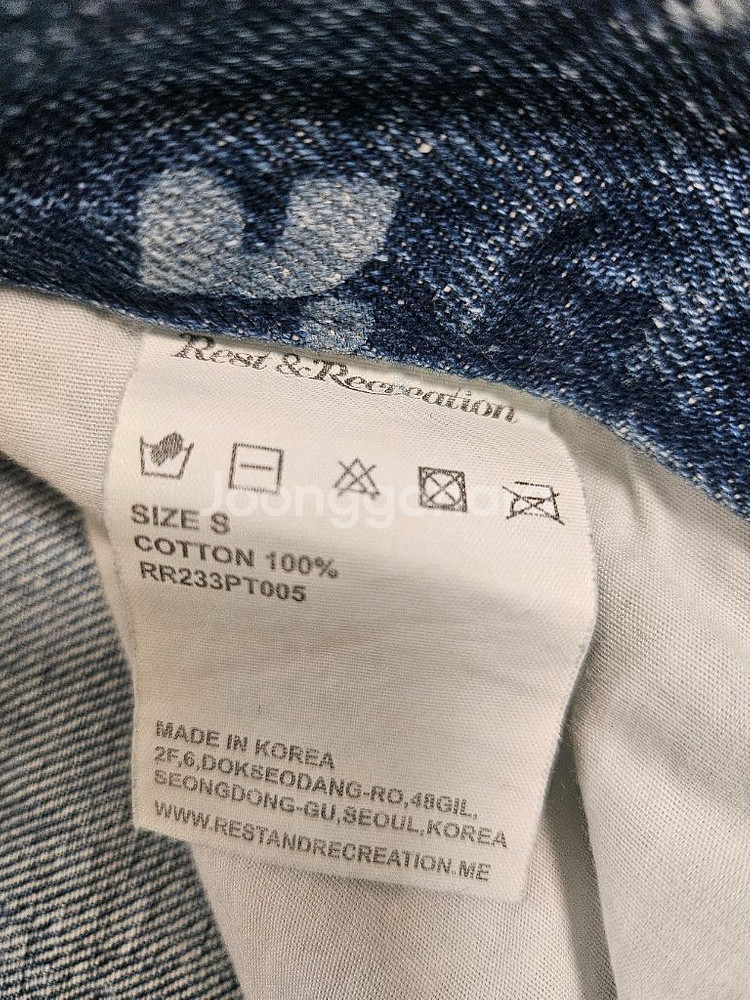 Rest & Recreation
Joonggona
SIZE S
COTTON 100%
RR233PT005
MADE IN KOREA
2F,6,DOKSEODANG-RO,48GIL,
SEONGDONG-GU,SEOUL,KOREA
WWW.RESTANDRECREATION.ME